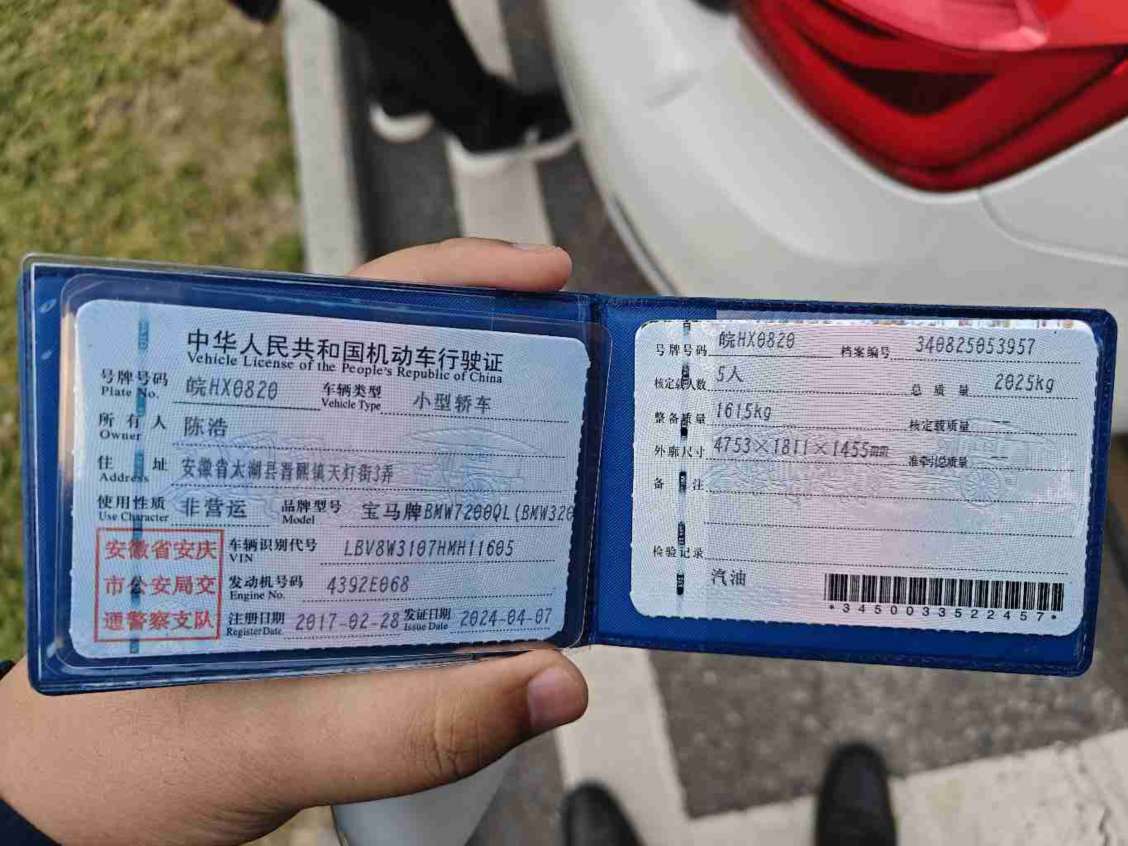 中华人民共和国机动车行驶证
Vehicle License of the People's Republic of China
号牌号码 皖HX0820 车辆类型 小型轿车
Plate No. Vehicle Type
所有人 陈浩
Owner
住址 安徽省太湖县晋熙镇天灯街3弄
Address
使用性质 非营运 品牌型号 宝马牌BMW7200QL(BMW320
Use Character Model
安徽省安庆
市公安局交
通警察支队
车辆识别代号 LBV8W3107HMH11605
VIN
发动机号码 4392E068
Engine No.
注册日期 2017-02-28 发证日期 2024-04-07
Register Date Issue Date
号牌号码 皖HX0820 档案编号 340825053957
核定载人数 5人 总质量 2025kg
整备质量 1615kg 核定载质量 --
外廓尺寸 4753×1811×1455mm 准牵引总质量 --
备注
检验记录
汽油
*3450033522457*